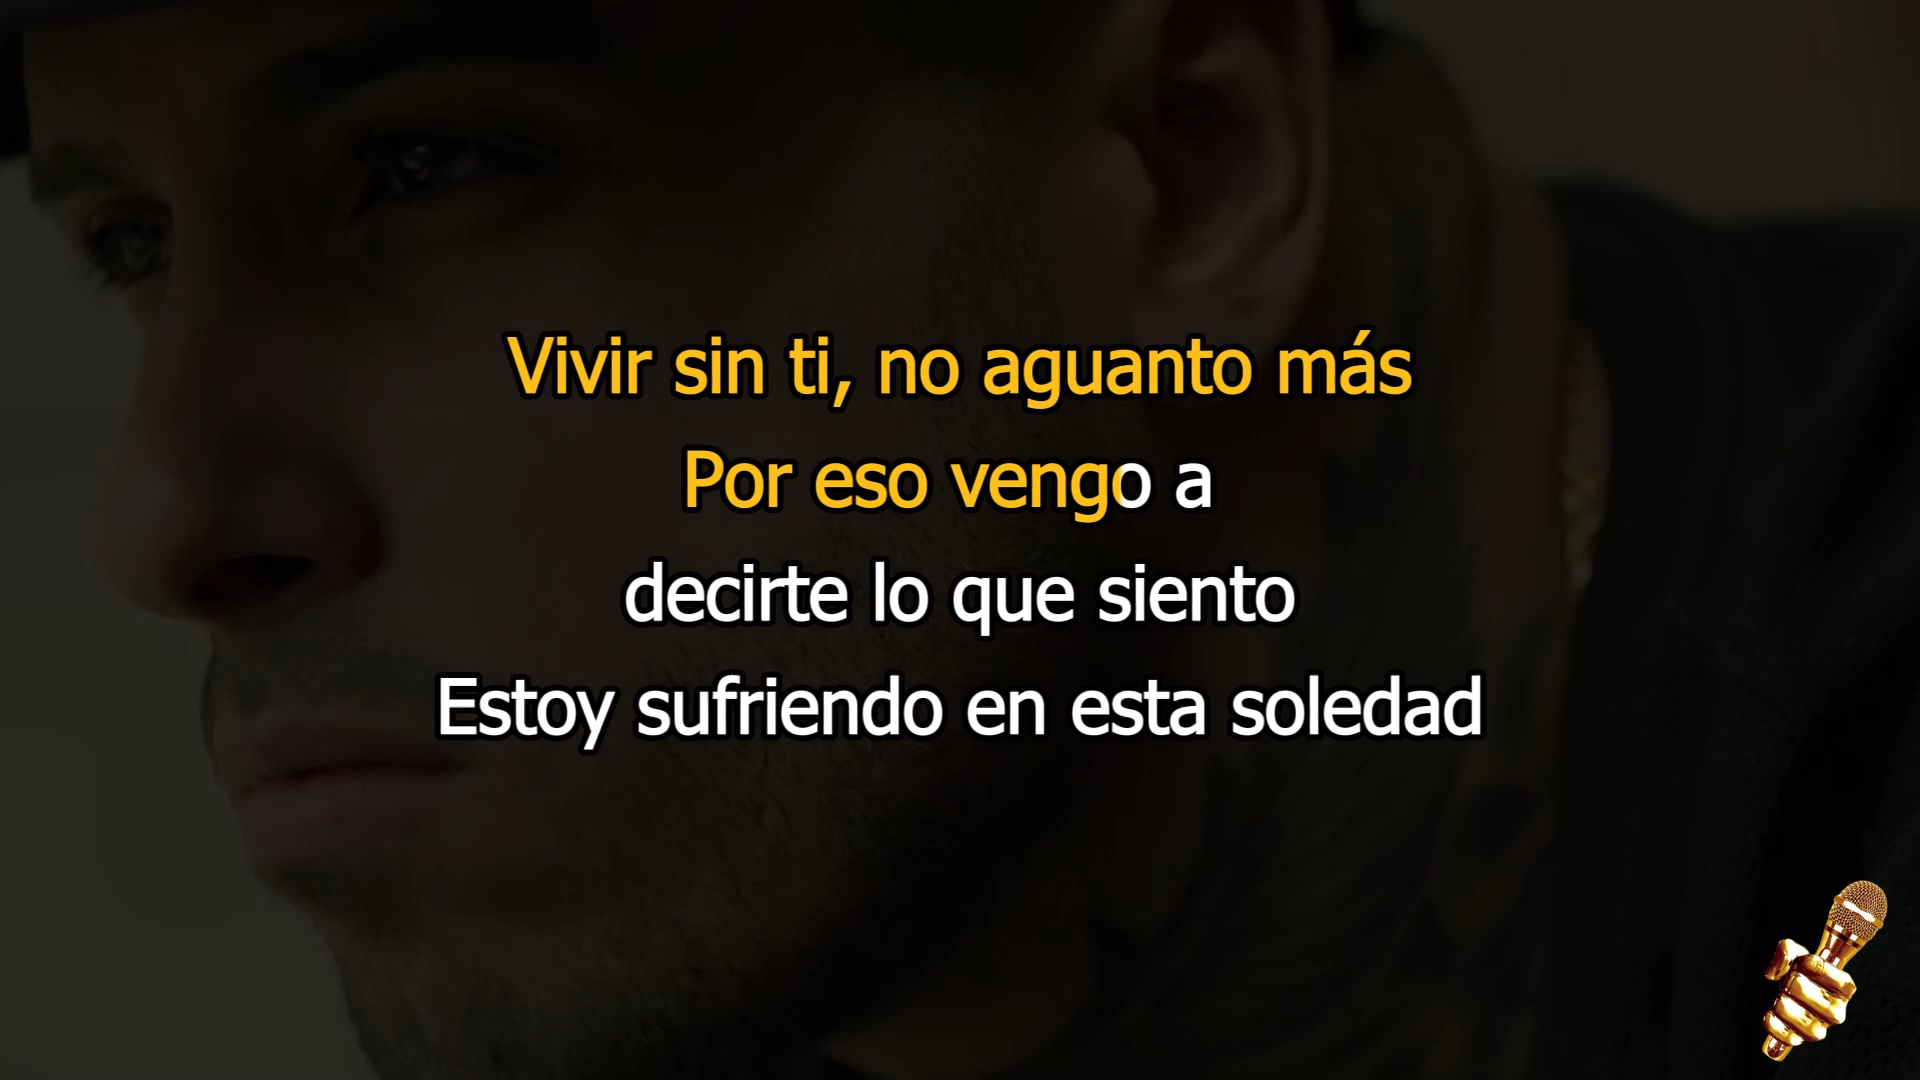 Vivir sin ti, no aguanto más
Por eso vengo a
decirte lo que siento
Estoy sufriendo en esta soledad